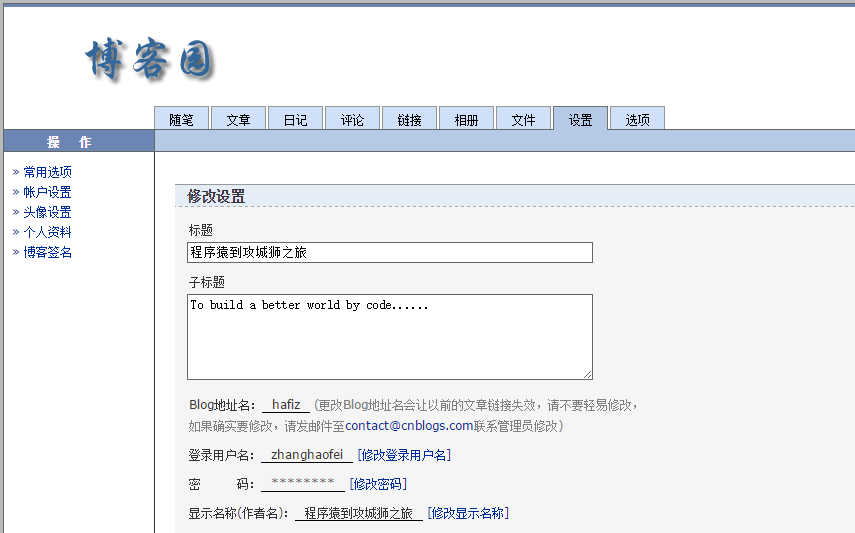 博客园
随笔 文章 日记 评论 链接 相册 文件 设置 选项
操 作
» 常用选项
» 帐户设置
» 头像设置
» 个人资料
» 博客签名
修改设置
标题
程序猿到攻城狮之旅
子标题
To build a better world by code......
Blog地址名: hafiz (更改Blog地址名会让以前的文章链接失效，请不要轻易修改，
如果确实要修改，请发邮件至contact@cnblogs.com联系管理员修改)
登录用户名: zhanghaofei [修改登录用户名]
密 码: ******** [修改密码]
显示名称(作者名): 程序猿到攻城狮之旅 [修改显示名称]